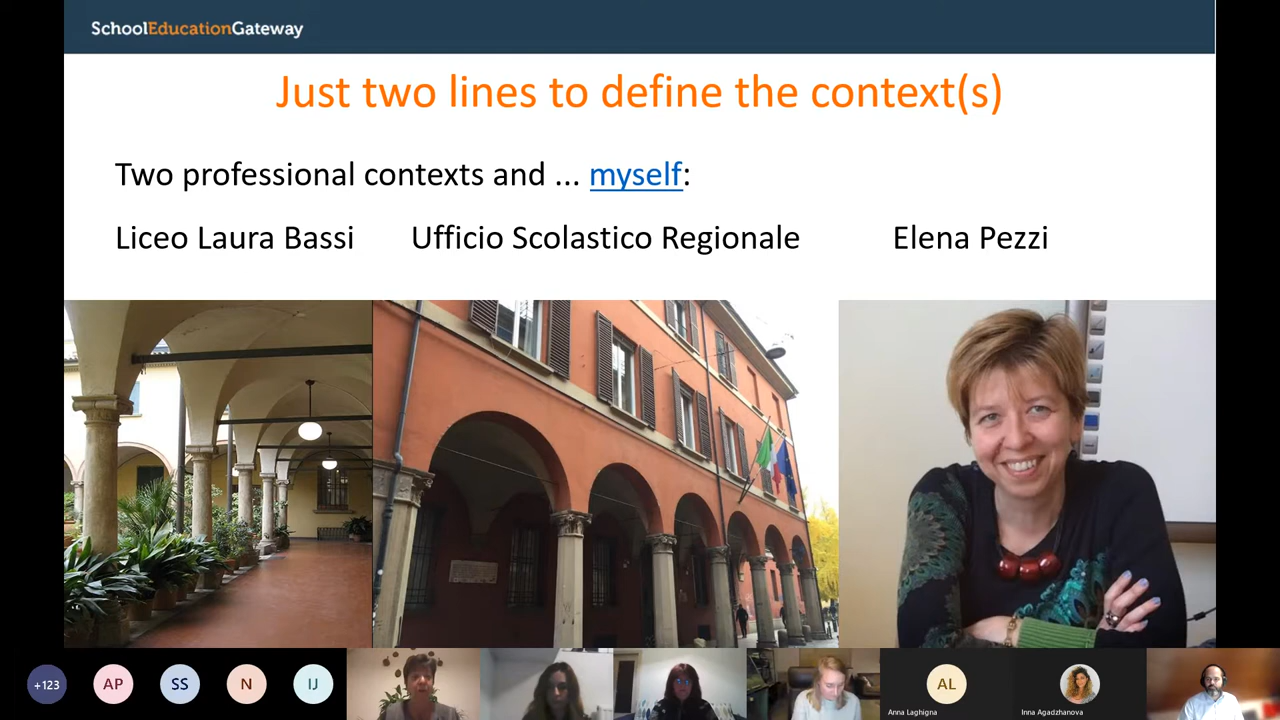 SchoolEducationGateway
Just two lines to define the context(s)
Two professional contexts and ... myself:
Liceo Laura Bassi Ufficio Scolastico Regionale Elena Pezzi
+123 AP SS N IJ AL
Anna Laghigna Inna Agadzhanova